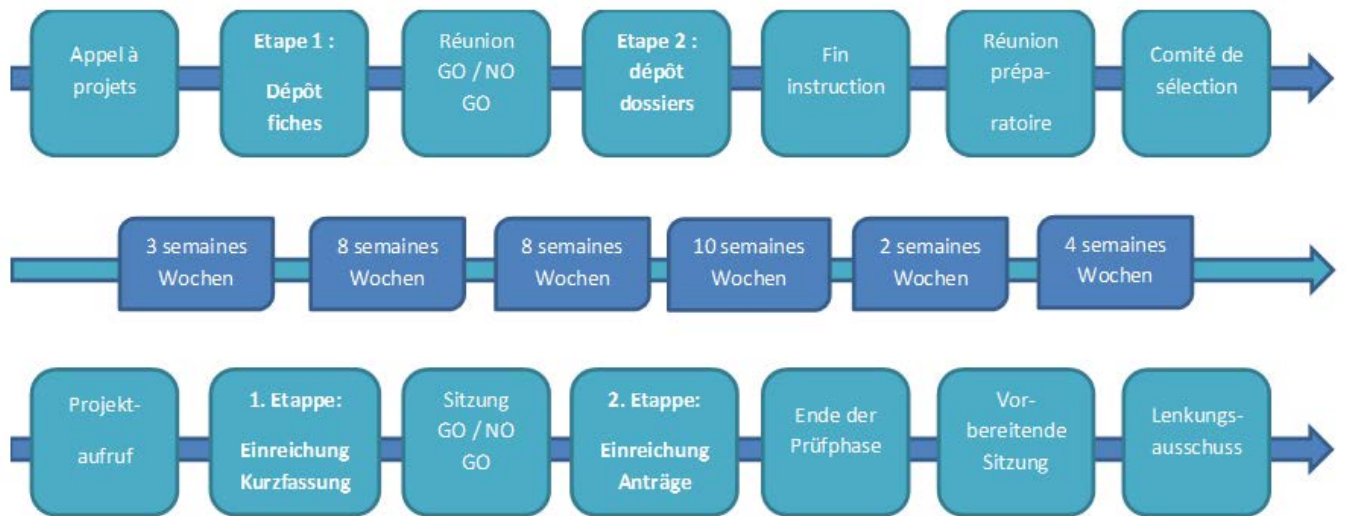 Appel à
projets
Etape 1 :
Dépôt
fiches
Réunion
GO / NO
GO
Etape 2 :
dépôt
dossiers
Fin
instruction
Réunion
prépa-
ratoire
Comité de
sélection
3 semaines
Wochen
8 semaines
Wochen
8 semaines
Wochen
10 semaines
Wochen
2 semaines
Wochen
4 semaines
Wochen
Projekt-
aufruf
1. Etappe:
Einreichung
Kurzfassung
Sitzung
GO / NO
GO
2. Etappe:
Einreichung
Anträge
Ende der
Prüfphase
Vor-
bereitende
Sitzung
Lenkungs-
ausschuss